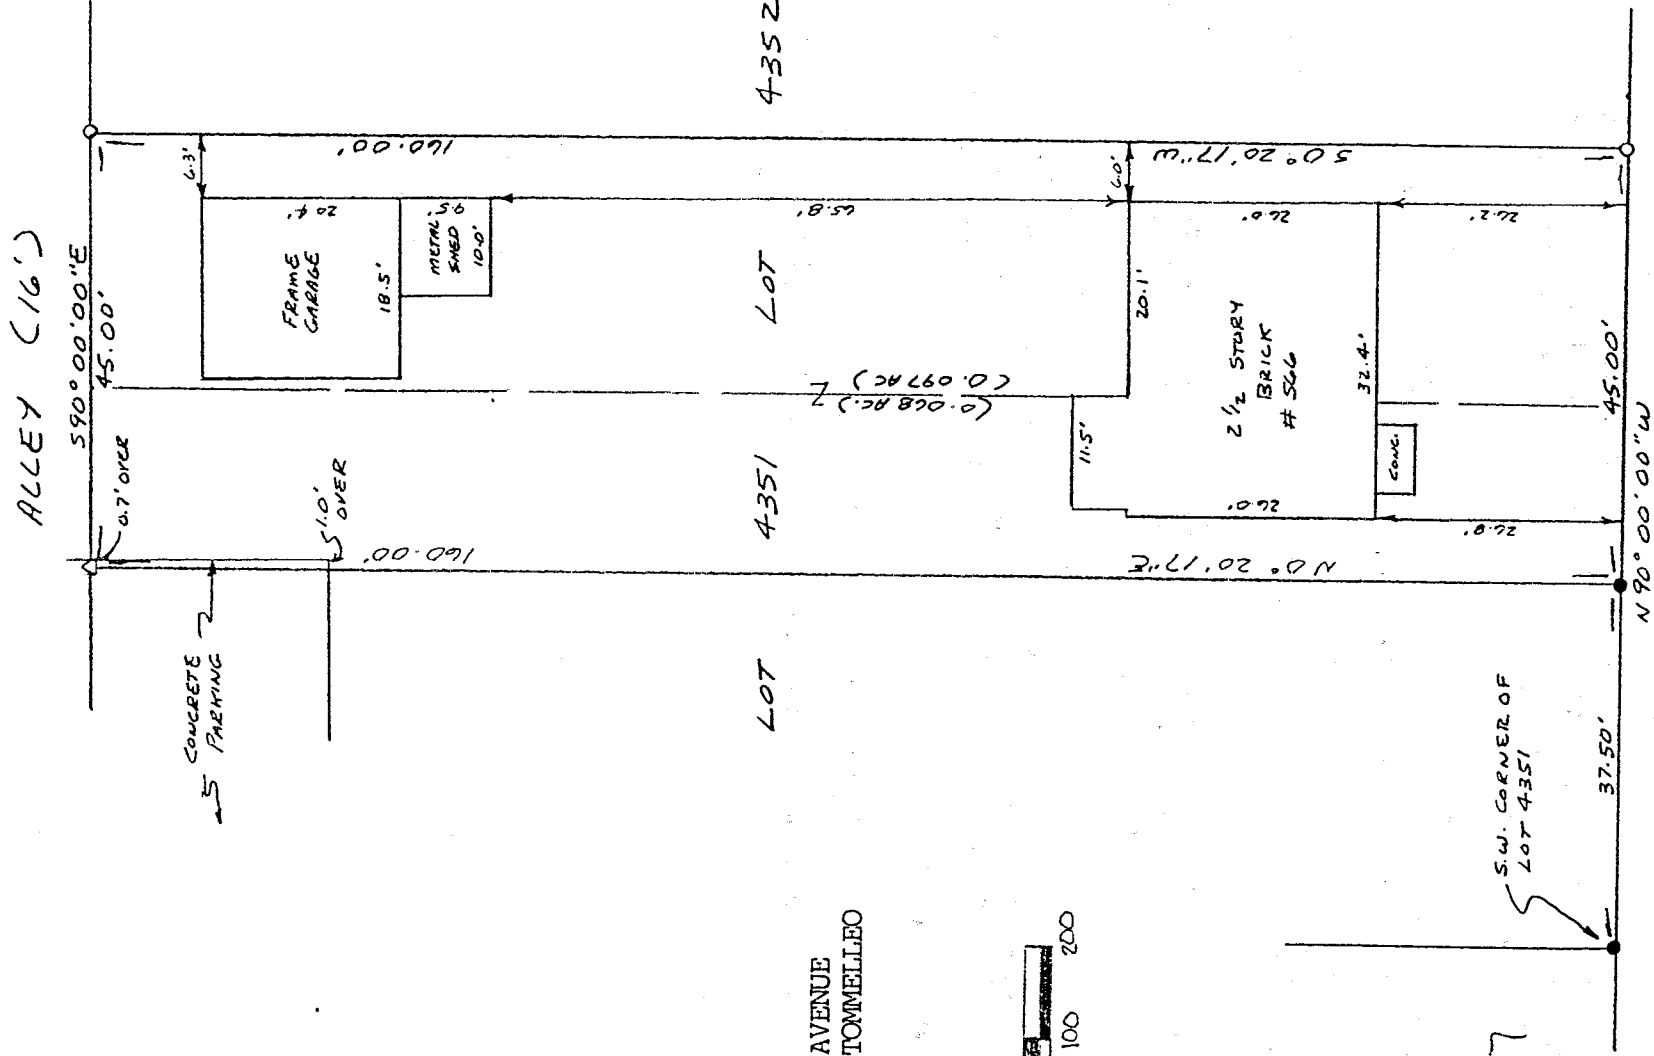 ALLEY (16')
S90°00'00"E
45.00'
0.7' OVER
1.0'
OVER
CONCRETE
PARKING
6.3'
160.00'
20.4'
FRAME
GARAGE
18.5'
9.5'
METAL
SHED
10.0'
65.8'
160.00'
LOT 4352
LOT 4351
(0.097 AC)
(0.068 AC.)
6.0'
S0°20'17"W
20.1'
11.5'
26.0'
2 1/2 STORY
BRICK
# 566
32.4'
26.0'
CONC.
26.2'
26.8'
N0°20'17"E
45.00'
N90°00'00"W
S.W. CORNER OF
LOT 4351
37.50'
AVENUE
TOMMELLEO
100 200